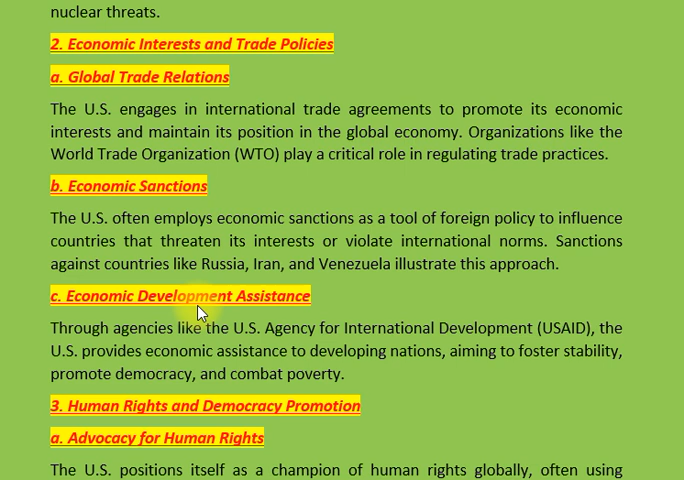 nuclear threats.
2. Economic Interests and Trade Policies
a. Global Trade Relations
The U.S. engages in international trade agreements to promote its economic
interests and maintain its position in the global economy. Organizations like the
World Trade Organization (WTO) play a critical role in regulating trade practices.
b. Economic Sanctions
The U.S. often employs economic sanctions as a tool of foreign policy to influence
countries that threaten its interests or violate international norms. Sanctions
against countries like Russia, Iran, and Venezuela illustrate this approach.
c. Economic Development Assistance
Through agencies like the U.S. Agency for International Development (USAID), the
U.S. provides economic assistance to developing nations, aiming to foster stability,
promote democracy, and combat poverty.
3. Human Rights and Democracy Promotion
a. Advocacy for Human Rights
The U.S. positions itself as a champion of human rights globally, often using